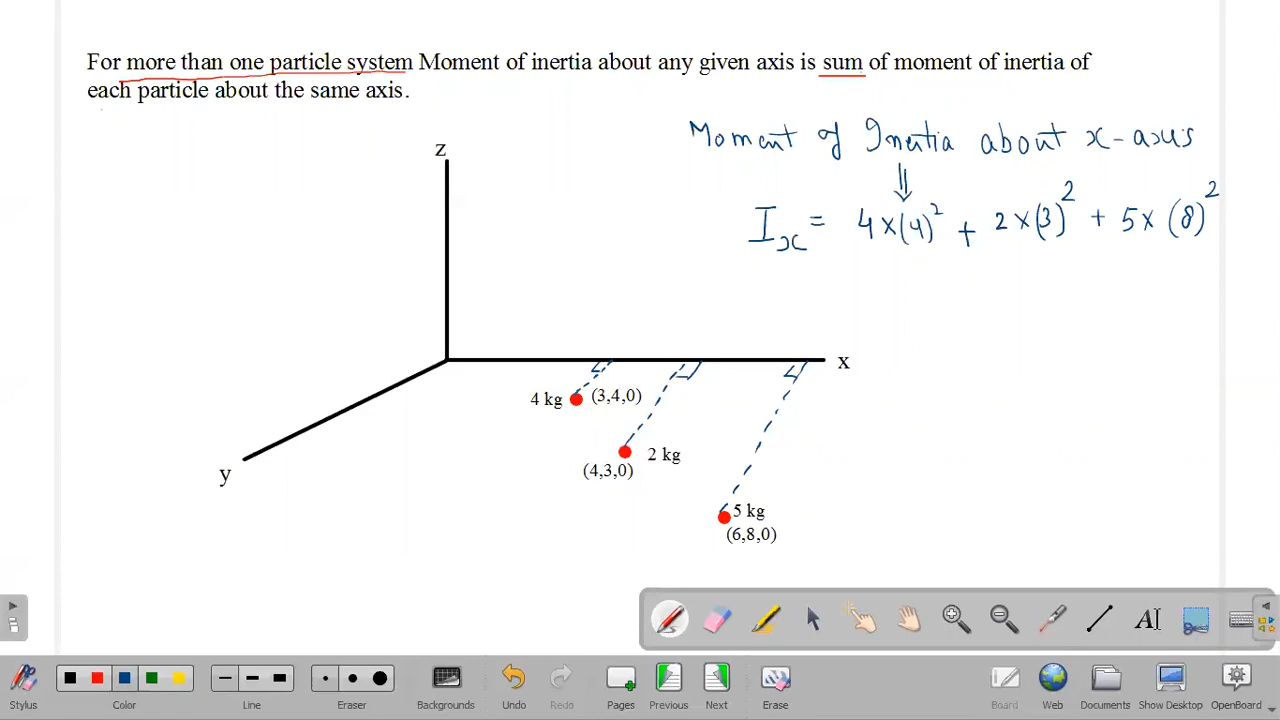 For more than one particle system Moment of inertia about any given axis is sum of moment of inertia of
each particle about the same axis.
Moment of Inertia about x-axis
I_x = 4×(4)² + 2×(3)² + 5×(8)²
z
x
4 kg (3,4,0)
2 kg
(4,3,0)
y
5 kg
(6,8,0)
AI
Stylus
Color
Line
Eraser
Backgrounds
Undo
Redo
Pages
Previous
Next
Erase
Board
Web
Documents
Show Desktop
OpenBoard